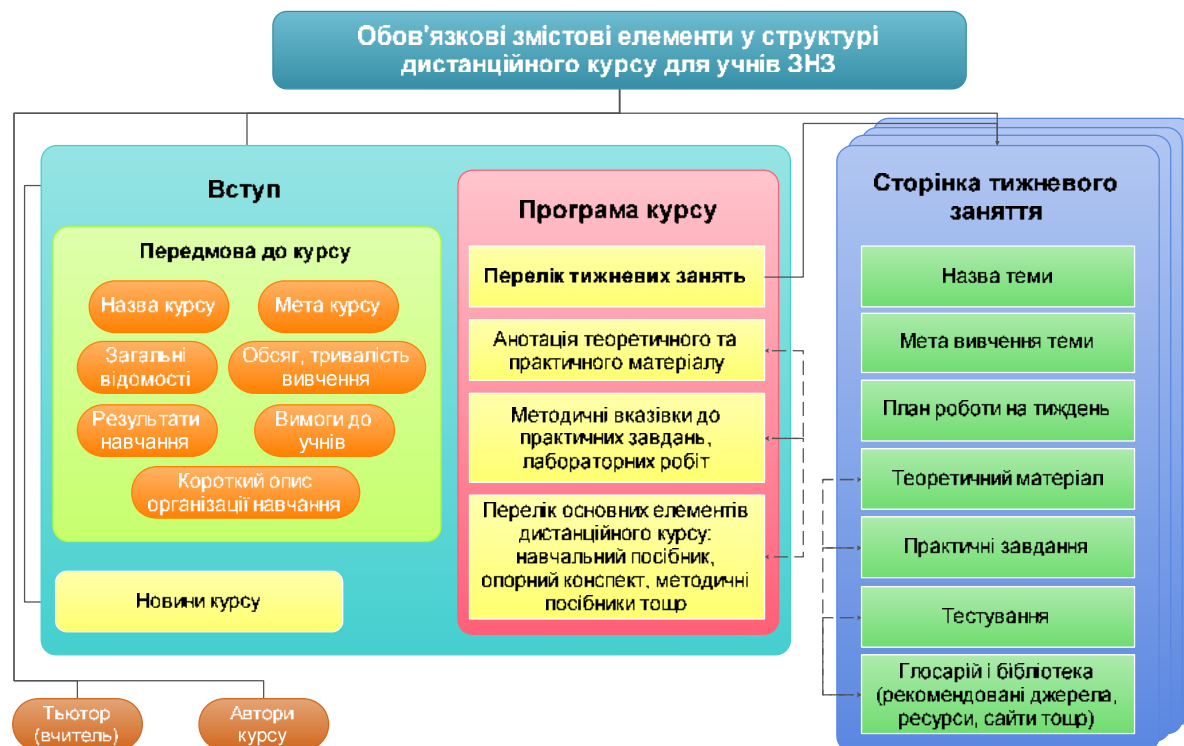 Обов'язкові змістові елементи у структурі
дистанційного курсу для учнів ЗНЗ
Вступ
Передмова до курсу
Назва курсу
Мета курсу
Загальні
відомості
Обсяг, тривалість
вивчення
Результати
навчання
Вимоги до
учнів
Короткий опис
організації навчання
Новини курсу
Програма курсу
Перелік тижневих занять
Анотація теоретичного та
практичного матеріалу
Методичні вказівки до
практичних завдань,
лабораторних робіт
Перелік основних елементів
дистанційного курсу:
навчальний посібник,
опорний конспект, методичні
посібники тощо
Сторінка тижневого
заняття
Назва теми
Мета вивчення теми
План роботи на тиждень
Теоретичний матеріал
Практичні завдання
Тестування
Глосарій і бібліотека
(рекомендовані джерела,
ресурси, сайти тощо)
Тьютор
(вчитель)
Автори
курсу